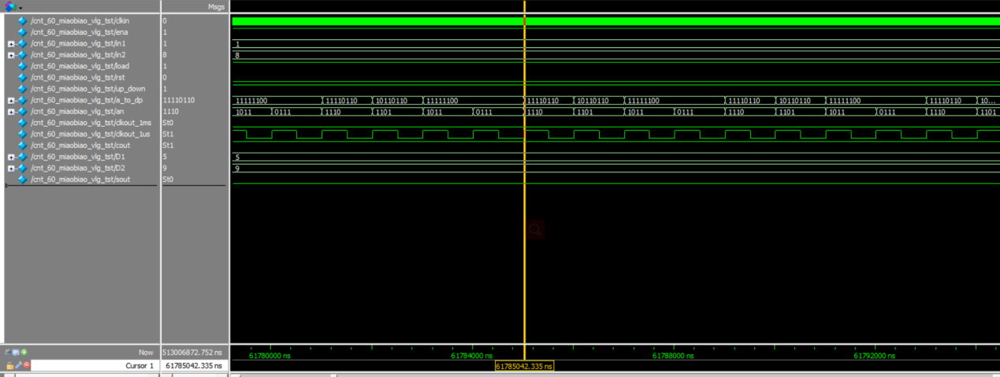 Msgs
/cnt_60_miaobiao_vlg_tst/clkin 0
/cnt_60_miaobiao_vlg_tst/ena 1
/cnt_60_miaobiao_vlg_tst/in1 1 1
/cnt_60_miaobiao_vlg_tst/in2 8 8
/cnt_60_miaobiao_vlg_tst/load 1
/cnt_60_miaobiao_vlg_tst/rst 0
/cnt_60_miaobiao_vlg_tst/up_down 1
/cnt_60_miaobiao_vlg_tst/a_to_dp 11110110 11111100 11110110 10110110 11111100 11110110 10110110 11111100 11110110 10110110 11111100 11110110 10...
/cnt_60_miaobiao_vlg_tst/an 1110 1011 0111 1110 1101 1011 0111 1110 1101 1011 0111 1110 1101 1011 0111 1110 1101
/cnt_60_miaobiao_vlg_tst/clkout_1ms St0
/cnt_60_miaobiao_vlg_tst/clkout_1us St1
/cnt_60_miaobiao_vlg_tst/cout St1
/cnt_60_miaobiao_vlg_tst/D1 5 5
/cnt_60_miaobiao_vlg_tst/D2 9 9
/cnt_60_miaobiao_vlg_tst/sout St0
Now 513006872.752 ns 61780000 ns 61784000 ns 61788000 ns 61792000 ns
Cursor 1 61785042.335 ns 61785042.335 ns